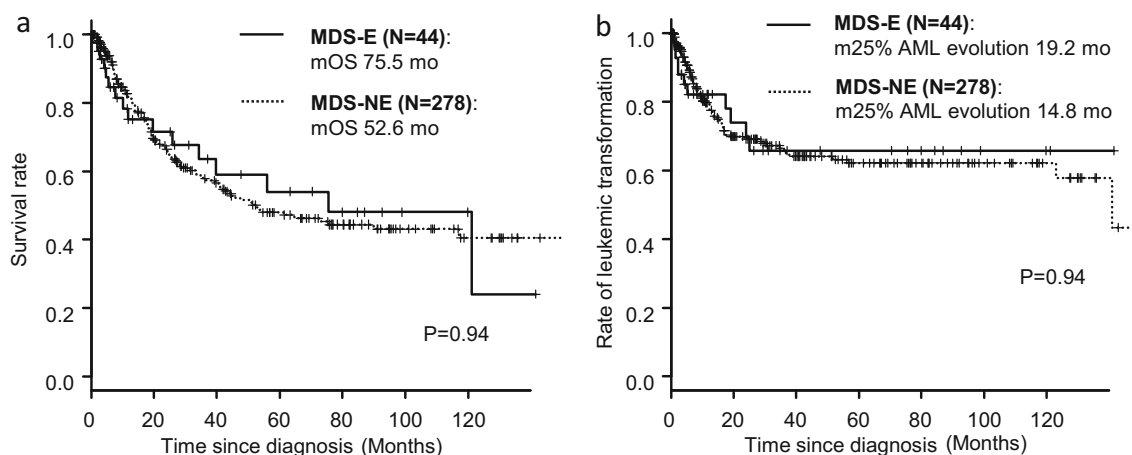 a
MDS-E (N=44):
mOS 75.5 mo
MDS-NE (N=278):
mOS 52.6 mo
1.0
0.8
0.6
0.4
0.2
0.0
Survival rate
P=0.94
0 20 40 60 80 100 120
Time since diagnosis (Months)
b
MDS-E (N=44):
m25% AML evolution 19.2 mo
MDS-NE (N=278):
m25% AML evolution 14.8 mo
1.0
0.8
0.6
0.4
0.2
0.0
Rate of leukemic transformation
P=0.94
0 20 40 60 80 100 120
Time since diagnosis (Months)